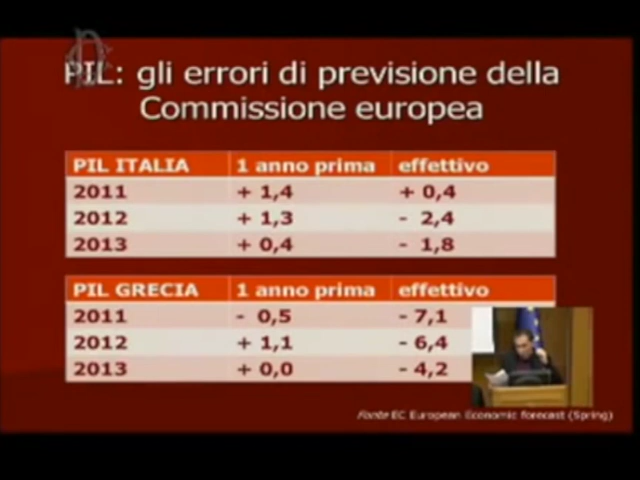 PIL: gli errori di previsione della
Commissione europea
PIL ITALIA 1 anno prima effettivo
2011 + 1,4 + 0,4
2012 + 1,3 - 2,4
2013 + 0,4 - 1,8
PIL GRECIA 1 anno prima effettivo
2011 - 0,5 - 7,1
2012 + 1,1 - 6,4
2013 + 0,0 - 4,2
Fonte EC European Economic forecast (Spring)